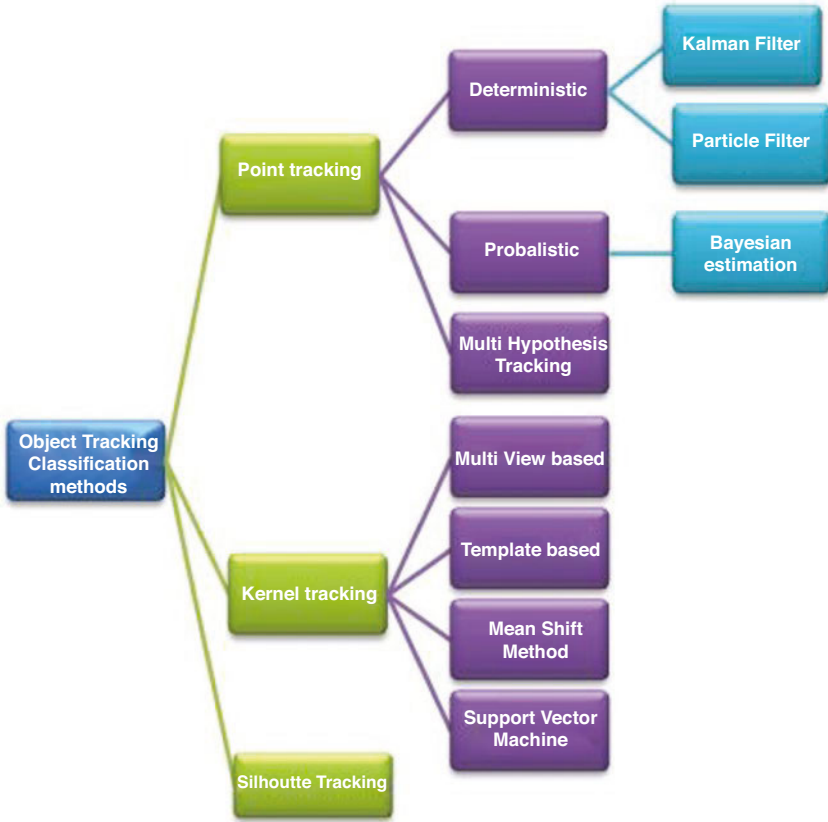 Object Tracking
Classification
methods
Point tracking
Deterministic
Kalman Filter
Particle Filter
Probalistic
Bayesian
estimation
Multi Hypothesis
Tracking
Kernel tracking
Multi View based
Template based
Mean Shift
Method
Support Vector
Machine
Silhoutte Tracking